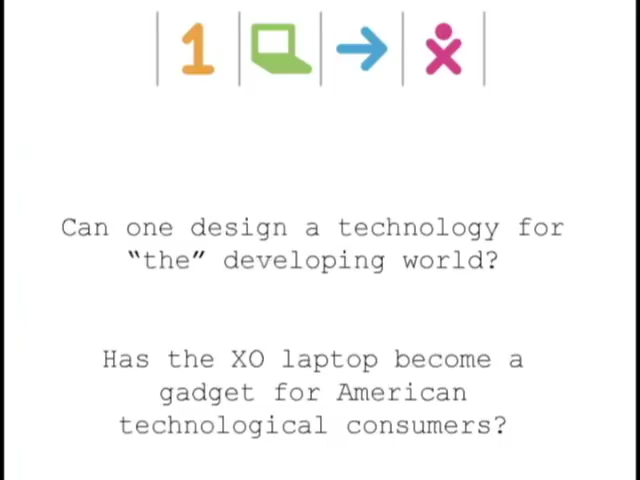 1
Can one design a technology for
“the” developing world?
Has the XO laptop become a
gadget for American
technological consumers?